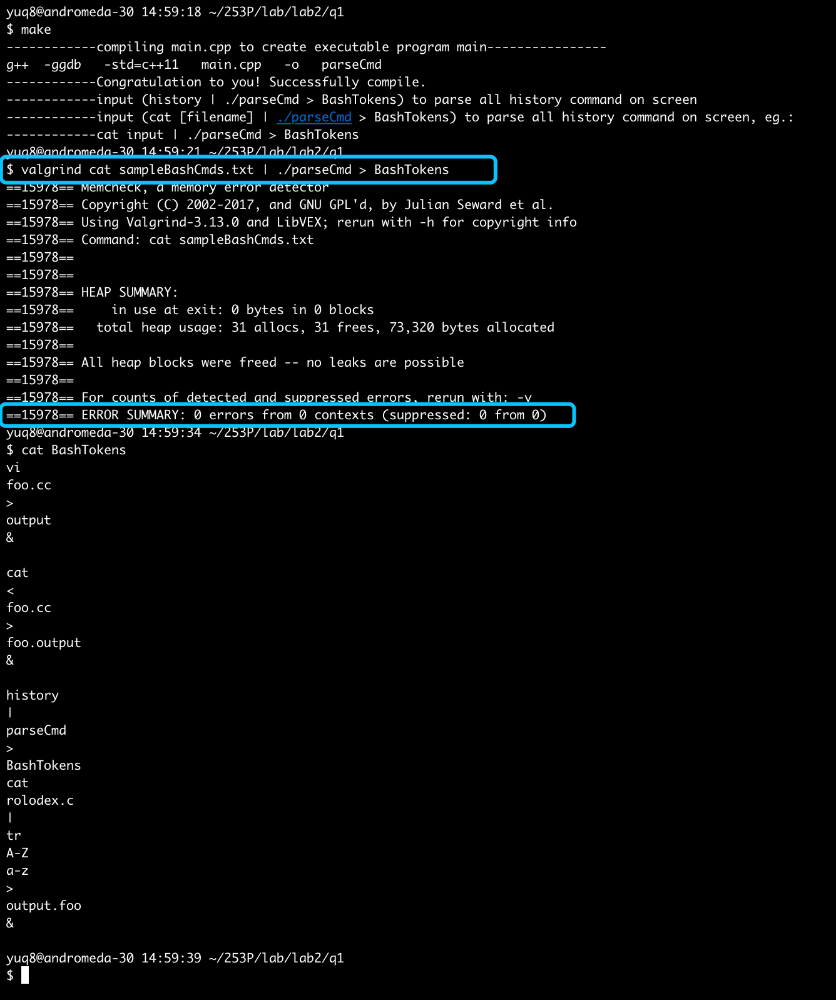 yuq8@andromeda-30 14:59:18 ~/253P/lab/lab2/q1
$ make
------------compiling main.cpp to create executable program main----------------
g++  -ggdb   -std=c++11   main.cpp   -o   parseCmd
------------Congratulation to you! Successfully compile.
------------input (history | ./parseCmd > BashTokens) to parse all history command on screen
------------input (cat [filename] | ./parseCmd > BashTokens) to parse all history command on screen, eg.:
------------cat input | ./parseCmd > BashTokens
yuq8@andromeda-30 14:59:21 ~/253P/lab/lab2/q1
$ valgrind cat sampleBashCmds.txt | ./parseCmd > BashTokens
==15978== Memcheck, a memory error detector
==15978== Copyright (C) 2002-2017, and GNU GPL'd, by Julian Seward et al.
==15978== Using Valgrind-3.13.0 and LibVEX; rerun with -h for copyright info
==15978== Command: cat sampleBashCmds.txt
==15978==
==15978==
==15978== HEAP SUMMARY:
==15978==     in use at exit: 0 bytes in 0 blocks
==15978==   total heap usage: 31 allocs, 31 frees, 73,320 bytes allocated
==15978==
==15978== All heap blocks were freed -- no leaks are possible
==15978==
==15978== For counts of detected and suppressed errors, rerun with: -v
==15978== ERROR SUMMARY: 0 errors from 0 contexts (suppressed: 0 from 0)
yuq8@andromeda-30 14:59:34 ~/253P/lab/lab2/q1
$ cat BashTokens
vi
foo.cc
>
output
&

cat
<
foo.cc
>
foo.output
&

history
|
parseCmd
>
BashTokens
cat
rolodex.c
|
tr
A-Z
a-z
>
output.foo
&

yuq8@andromeda-30 14:59:39 ~/253P/lab/lab2/q1
$